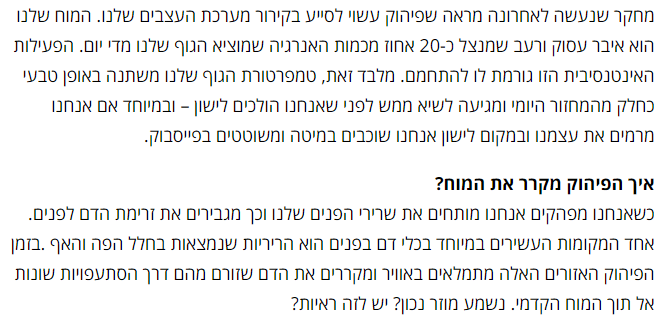 מחקר שנעשה לאחרונה מראה שפיהוק עשוי לסייע בקירור מערכת העצבים שלנו. המוח שלנו
הוא איבר עסוק ורעב שמנצל כ-20 אחוז מכמות האנרגיה שמוציא הגוף שלנו מדי יום. הפעילות
האינטנסיבית הזו גורמת לו להתחמם. מלבד זאת, טמפרטורת הגוף שלנו משתנה באופן טבעי
כחלק מהמחזור היומי ומגיעה לשיא ממש לפני שאנחנו הולכים לישון – ובמיוחד אם אנחנו
מרמים את עצמנו ובמקום לישון אנחנו שוכבים במיטה ומשוטטים בפייסבוק.
איך הפיהוק מקרר את המוח?
כשאנחנו מפהקים אנחנו מותחים את שרירי הפנים שלנו וכך מגבירים את זרימת הדם לפנים.
אחד המקומות העשירים במיוחד בכלי דם בפנים הוא הריריות שנמצאות בחלל הפה והאף .בזמן
הפיהוק האזורים האלה מתמלאים באוויר ומקררים את הדם שזורם מהם דרך הסתעפויות שונות
אל תוך המוח הקדמי. נשמע מוזר נכון? יש לזה ראיות?